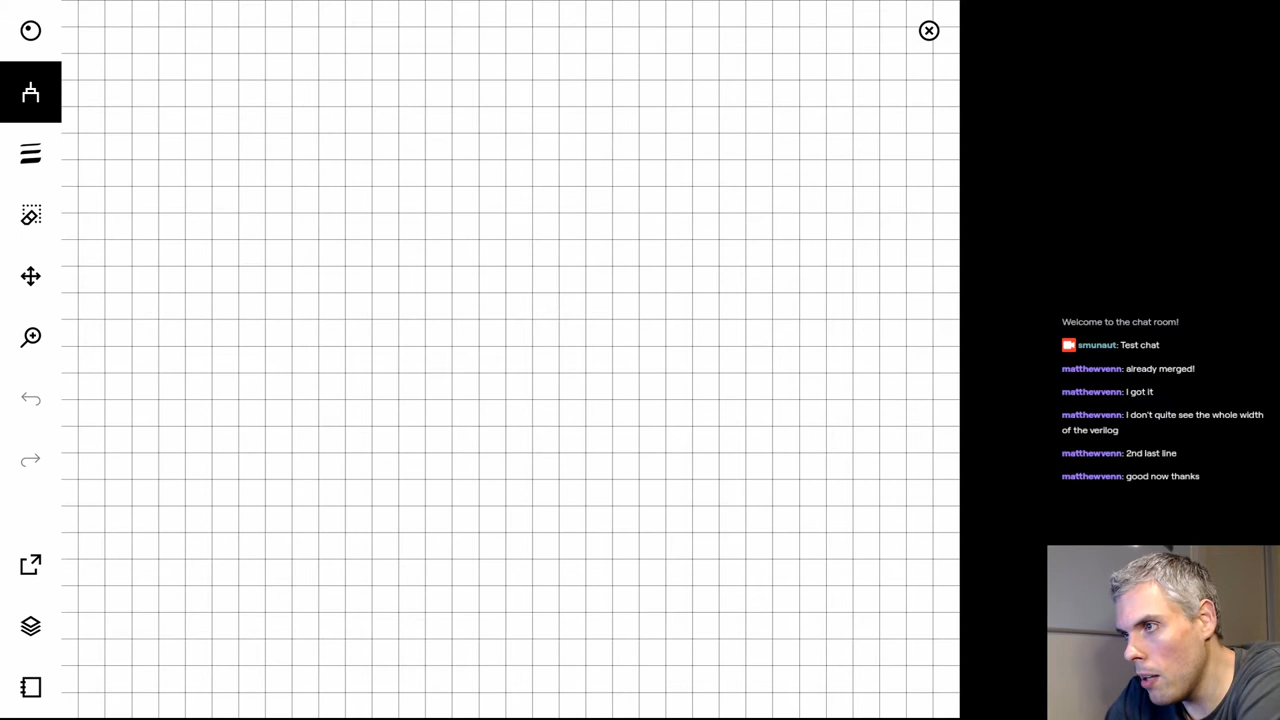 Welcome to the chat room!
smunaut: Test chat
matthewvenn: already merged!
matthewvenn: I got it
matthewvenn: I don't quite see the whole width
of the verilog
matthewvenn: 2nd last line
matthewvenn: good now thanks